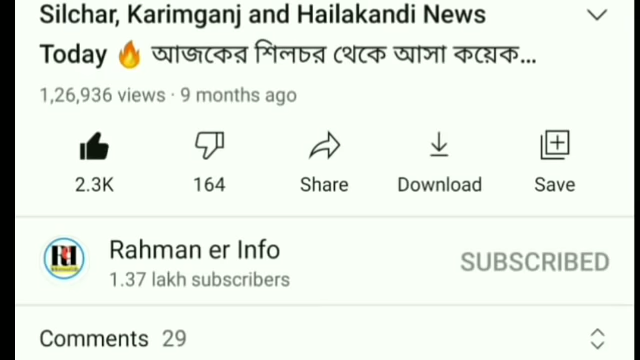 Silchar, Karimganj and Hailakandi News
Today 🔥 আজকের শিলচর থেকে আসা কয়েক...
1,26,936 views · 9 months ago
2.3K 164 Share Download Save
Rahman er Info
1.37 lakh subscribers
SUBSCRIBED
Comments 29